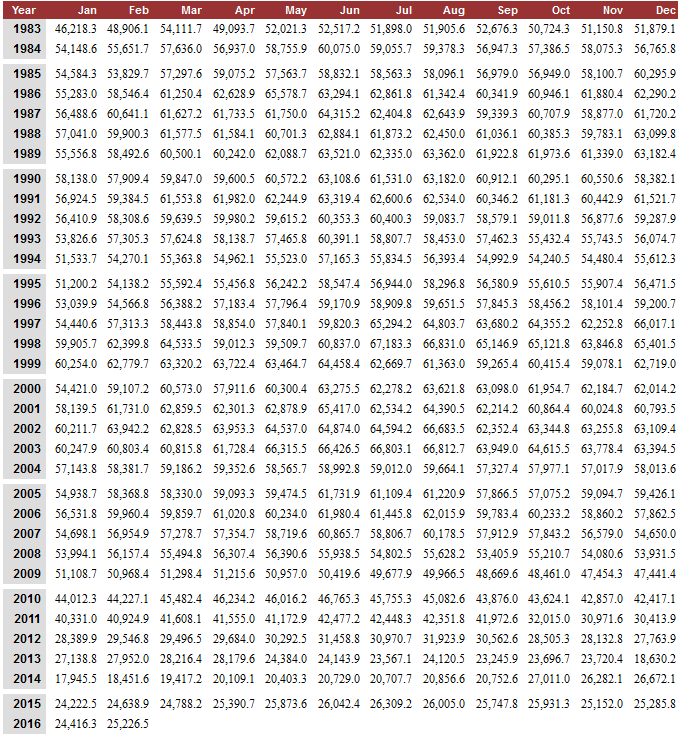 Year Jan Feb Mar Apr May Jun Jul Aug Sep Oct Nov Dec
1983 46,218.3 48,906.1 54,111.7 49,093.7 52,021.3 52,517.2 51,898.0 51,905.6 52,676.3 50,724.3 51,150.8 51,879.1
1984 54,148.6 55,651.7 57,636.0 56,937.0 58,755.9 60,075.0 59,055.7 59,378.3 56,947.3 57,386.5 58,075.3 56,765.8
1985 54,584.3 53,829.7 57,297.6 59,075.2 57,563.7 58,832.1 58,563.3 58,096.1 56,979.0 56,949.0 58,100.7 60,295.9
1986 55,283.0 58,546.4 61,250.4 62,628.9 65,578.7 63,294.1 62,861.8 61,342.4 60,341.9 60,946.1 61,880.4 62,290.2
1987 56,488.6 60,641.1 61,627.2 61,733.5 61,750.0 64,315.2 62,404.8 62,643.9 59,339.3 60,707.9 58,877.0 61,720.2
1988 57,041.0 59,900.3 61,577.5 61,584.1 60,701.3 62,884.1 61,873.2 62,450.0 61,036.1 60,385.3 59,783.1 63,099.8
1989 55,556.8 58,492.6 60,500.1 60,242.0 62,088.7 63,521.0 62,335.0 63,362.0 61,922.8 61,973.6 61,339.0 63,182.4
1990 58,138.0 57,909.4 59,847.0 59,600.5 60,572.2 63,108.6 61,531.0 63,182.0 60,912.1 60,295.1 60,550.6 58,382.1
1991 56,924.5 59,384.5 61,553.8 61,982.0 62,244.9 63,319.4 62,600.6 62,534.0 60,346.2 61,181.3 60,442.9 61,521.7
1992 56,410.9 58,308.6 59,639.5 59,980.2 59,615.2 60,353.3 60,400.3 59,083.7 58,579.1 59,011.8 56,877.6 59,287.9
1993 53,826.6 57,305.3 57,624.8 58,138.7 57,465.8 60,391.1 58,807.7 58,453.0 57,462.3 55,432.4 55,743.5 56,074.7
1994 51,533.7 54,270.1 55,363.8 54,962.1 55,523.0 57,165.3 55,834.5 56,393.4 54,992.9 54,240.5 54,480.4 55,612.3
1995 51,200.2 54,138.2 55,592.4 55,456.8 56,242.2 58,547.4 56,944.0 58,296.8 56,580.9 55,610.5 55,907.4 56,471.5
1996 53,039.9 54,566.8 56,388.2 57,183.4 57,796.4 59,170.9 58,909.8 59,651.5 57,845.3 58,456.2 58,101.4 59,200.7
1997 54,440.6 57,313.3 58,443.8 58,854.0 57,840.1 59,820.3 65,294.2 64,803.7 63,680.2 64,355.2 62,252.8 66,017.1
1998 59,905.7 62,399.8 64,533.5 59,012.3 59,509.7 60,837.0 67,183.3 66,831.0 65,146.9 65,121.8 63,846.8 65,401.5
1999 60,254.0 62,779.7 63,320.2 63,722.4 63,464.7 64,458.4 62,669.7 61,363.0 59,265.4 60,415.4 59,078.1 62,719.0
2000 54,421.0 59,107.2 60,573.0 57,911.6 60,300.4 63,275.5 62,278.2 63,621.8 63,098.0 61,954.7 62,184.7 62,014.2
2001 58,139.5 61,731.0 62,859.5 62,301.3 62,878.9 65,417.0 62,534.2 64,390.5 62,214.2 60,864.4 60,024.8 60,793.5
2002 60,211.7 63,942.2 62,828.5 63,953.3 64,537.0 64,874.0 64,594.2 66,683.5 62,352.4 63,344.8 63,255.8 63,109.4
2003 60,247.9 60,803.4 60,815.8 61,728.4 66,315.5 66,426.5 66,803.1 66,812.7 63,949.0 64,615.5 63,778.4 63,394.5
2004 57,143.8 58,381.7 59,186.2 59,352.6 58,565.7 58,992.8 59,012.0 59,664.1 57,327.4 57,977.1 57,017.9 58,013.6
2005 54,938.7 58,368.8 58,330.0 59,093.3 59,474.5 61,731.9 61,109.4 61,220.9 57,866.5 57,075.2 59,094.7 59,426.1
2006 56,531.8 59,960.4 59,859.7 61,020.8 60,234.0 61,980.4 61,445.8 62,015.9 59,783.4 60,233.2 58,860.2 57,862.5
2007 54,698.1 56,954.9 57,278.7 57,354.7 58,719.6 60,865.7 58,806.7 60,178.5 57,912.9 57,843.2 56,579.0 54,650.0
2008 53,994.1 56,157.4 55,494.8 56,307.4 56,390.6 55,938.5 54,802.5 55,628.2 53,405.9 55,210.7 54,080.6 53,931.5
2009 51,108.7 50,968.4 51,298.4 51,215.6 50,957.0 50,419.6 49,677.9 49,966.5 48,669.6 48,461.0 47,454.3 47,441.4
2010 44,012.3 44,227.1 45,482.4 46,234.2 46,016.2 46,765.3 45,755.3 45,082.6 43,876.0 43,624.1 42,857.0 42,417.1
2011 40,331.0 40,924.9 41,608.1 41,555.0 41,172.9 42,477.2 42,448.3 42,351.8 41,972.6 32,015.0 30,971.6 30,413.9
2012 28,389.9 29,546.8 29,496.5 29,684.0 30,292.5 31,458.8 30,970.7 31,923.9 30,562.6 28,505.3 28,132.8 27,763.9
2013 27,138.8 27,952.0 28,216.4 28,179.6 24,384.0 24,143.9 23,567.1 24,120.5 23,245.9 23,696.7 23,720.4 18,630.2
2014 17,945.5 18,451.6 19,417.2 20,109.1 20,403.3 20,729.0 20,707.7 20,856.6 20,752.6 27,011.0 26,282.1 26,672.1
2015 24,222.5 24,638.9 24,788.2 25,390.7 25,873.6 26,042.4 26,309.2 26,005.0 25,747.8 25,931.3 25,152.0 25,285.8
2016 24,416.3 25,226.5